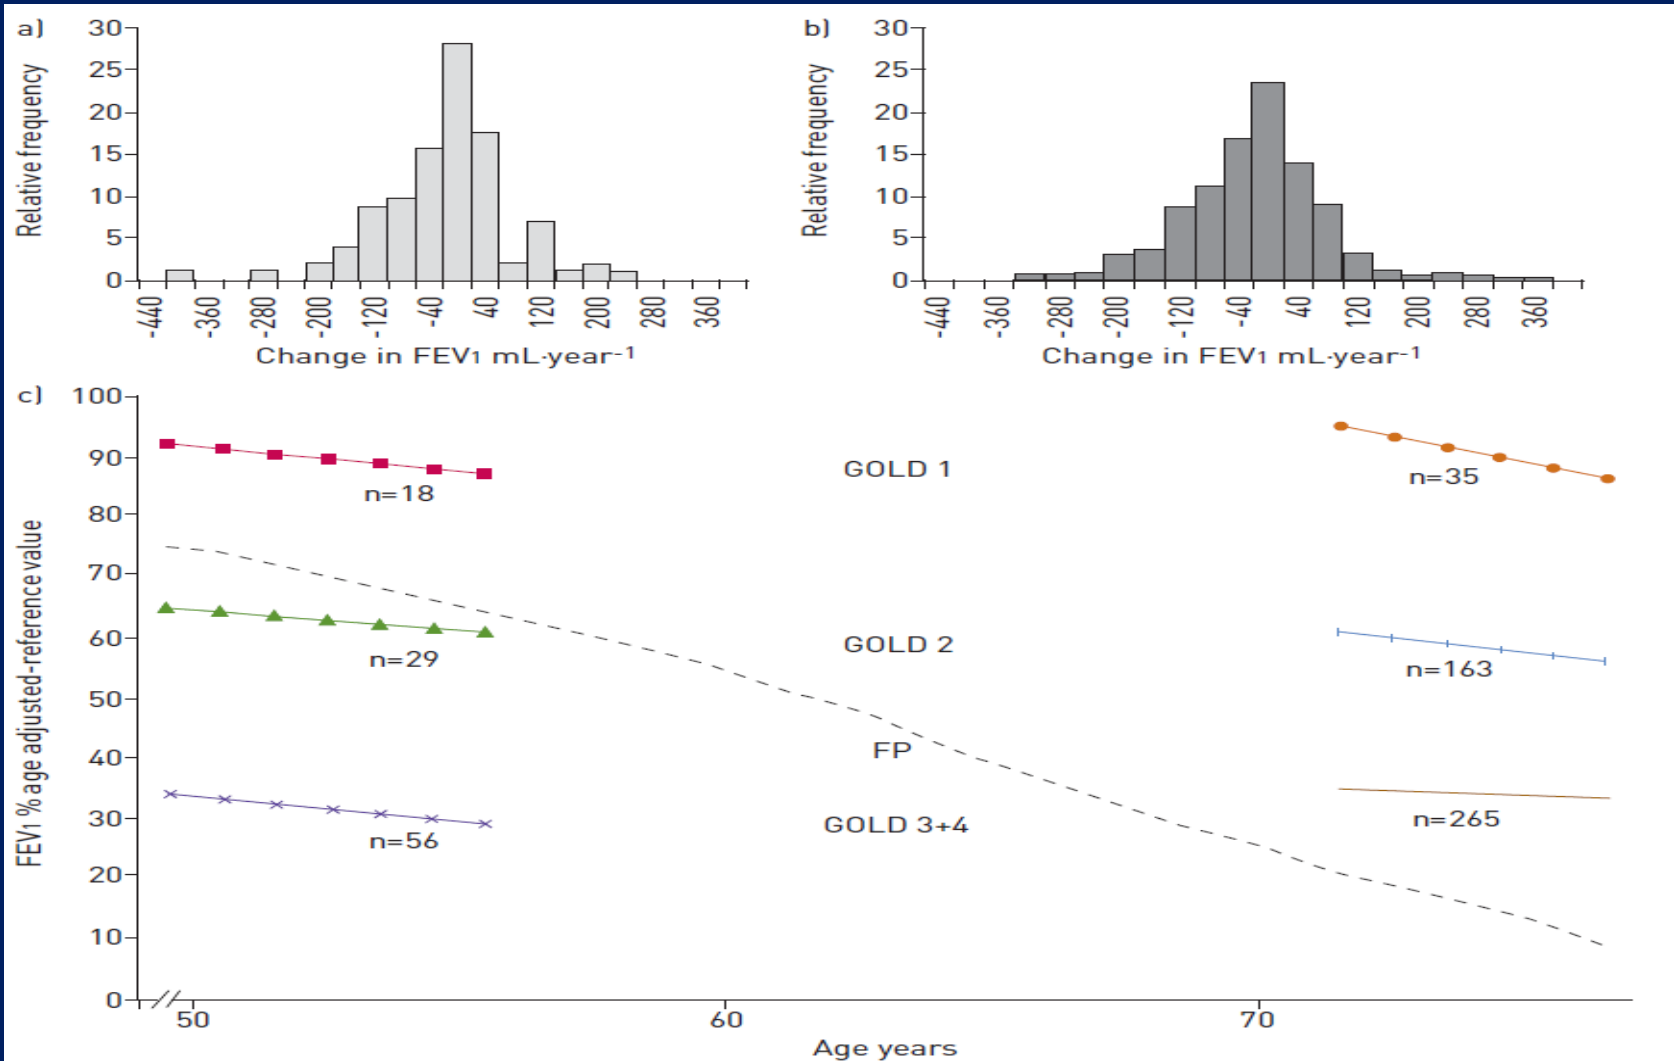 a)
30
25
20
15
10
5
0
Relative frequency
-440
-360
-280
-200
-120
-40
40
120
200
280
360
Change in FEV1 mL·year-1
b)
30
25
20
15
10
5
0
Relative frequency
-440
-360
-280
-200
-120
-40
40
120
200
280
360
Change in FEV1 mL·year-1
c)
100
90
80
70
60
50
40
30
20
10
0
FEV1 % age adjusted-reference value
n=18
GOLD 1
n=35
n=29
GOLD 2
n=163
FP
n=56
GOLD 3+4
n=265
50
60
70
Age years